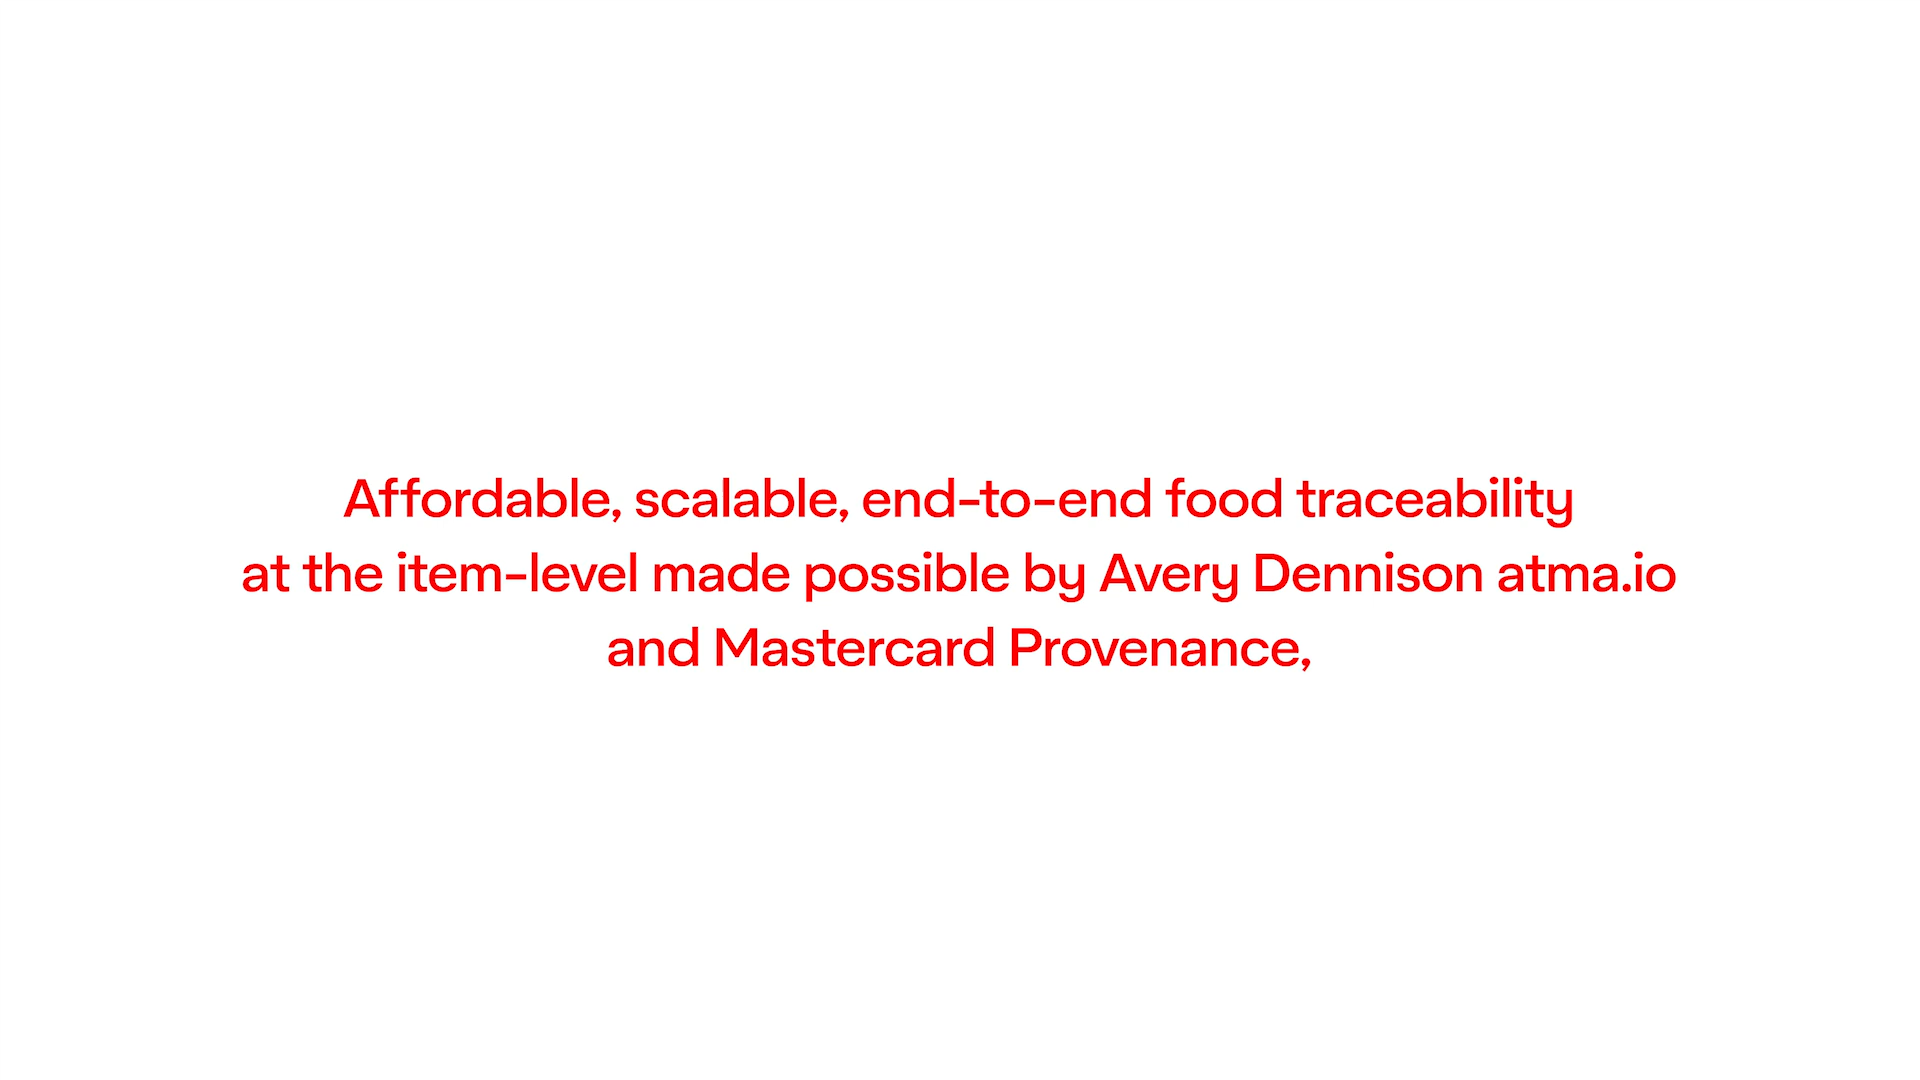 Affordable, scalable, end-to-end food traceability
at the item-level made possible by Avery Dennison atma.io
and Mastercard Provenance,